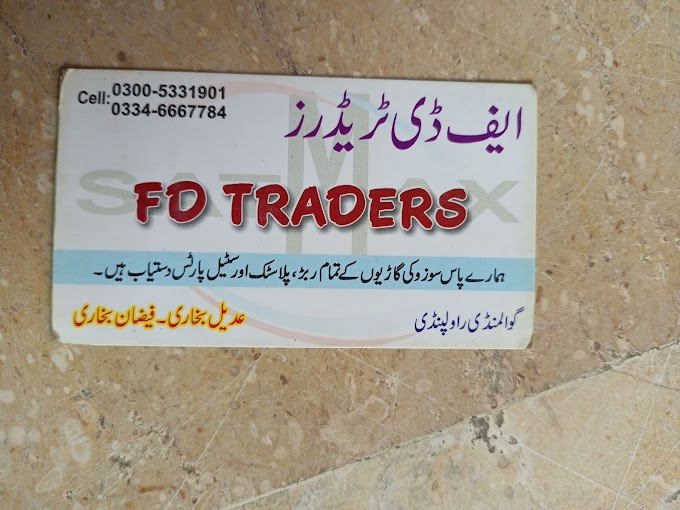 Cell: 0300-5331901
0334-6667784
ایف ڈی ٹریڈرز
SATMAX
FD TRADERS
ہمارے پاس سوزوکی گاڑیوں کے تمام ربڑ، پلاسٹک اور سٹیل پارٹس دستیاب ہیں۔
گوالمنڈی راولپنڈی
عدیل بخاری۔ فیضان بخاری